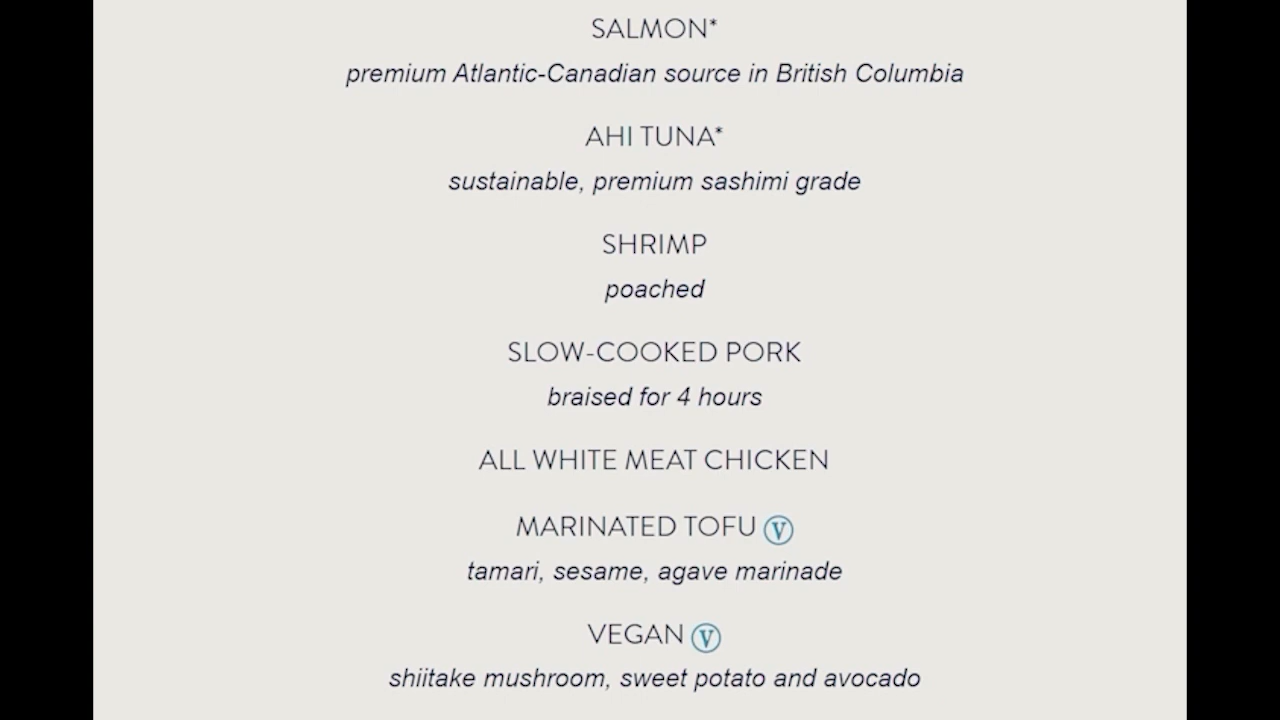 SALMON*
premium Atlantic-Canadian source in British Columbia
AHI TUNA*
sustainable, premium sashimi grade
SHRIMP
poached
SLOW-COOKED PORK
braised for 4 hours
ALL WHITE MEAT CHICKEN
MARINATED TOFU V
tamari, sesame, agave marinade
VEGAN V
shiitake mushroom, sweet potato and avocado